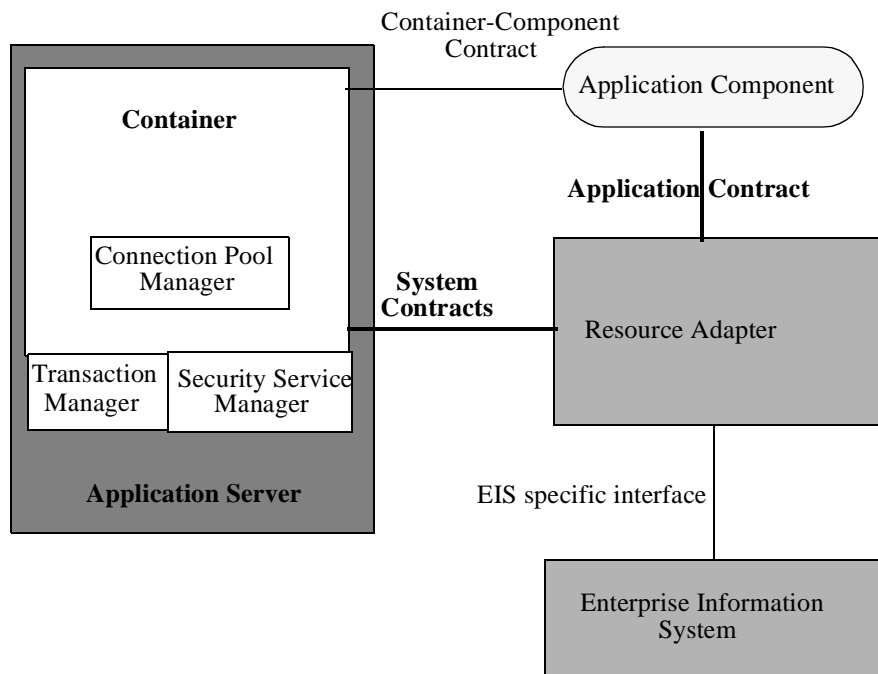 Container-Component
Contract
Application Component
Container
Application Contract
Connection Pool
Manager
System
Contracts
Resource Adapter
Transaction
Manager
Security Service
Manager
Application Server
EIS specific interface
Enterprise Information
System